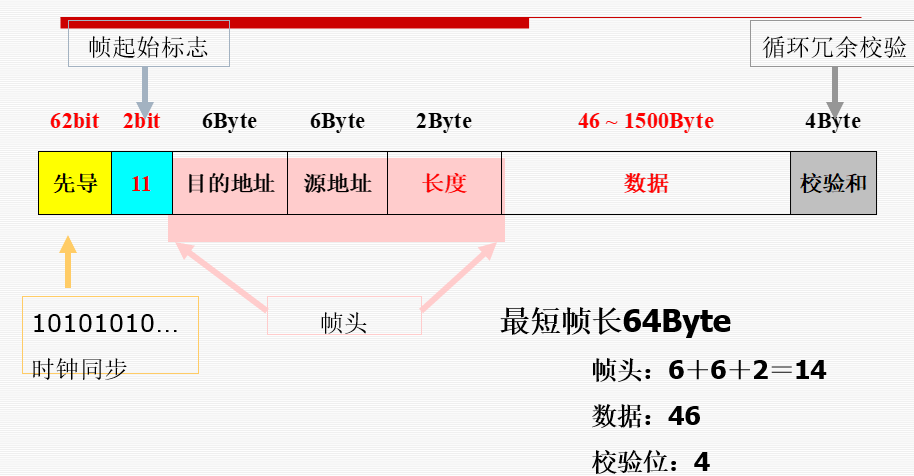 帧起始标志
循环冗余校验
62bit 2bit 6Byte 6Byte 2Byte 46 ~ 1500Byte 4Byte
先导 11 目的地址 源地址 长度 数据 校验和
10101010…
时钟同步
帧头
最短帧长64Byte
帧头：6＋6＋2＝14
数据：46
校验位：4